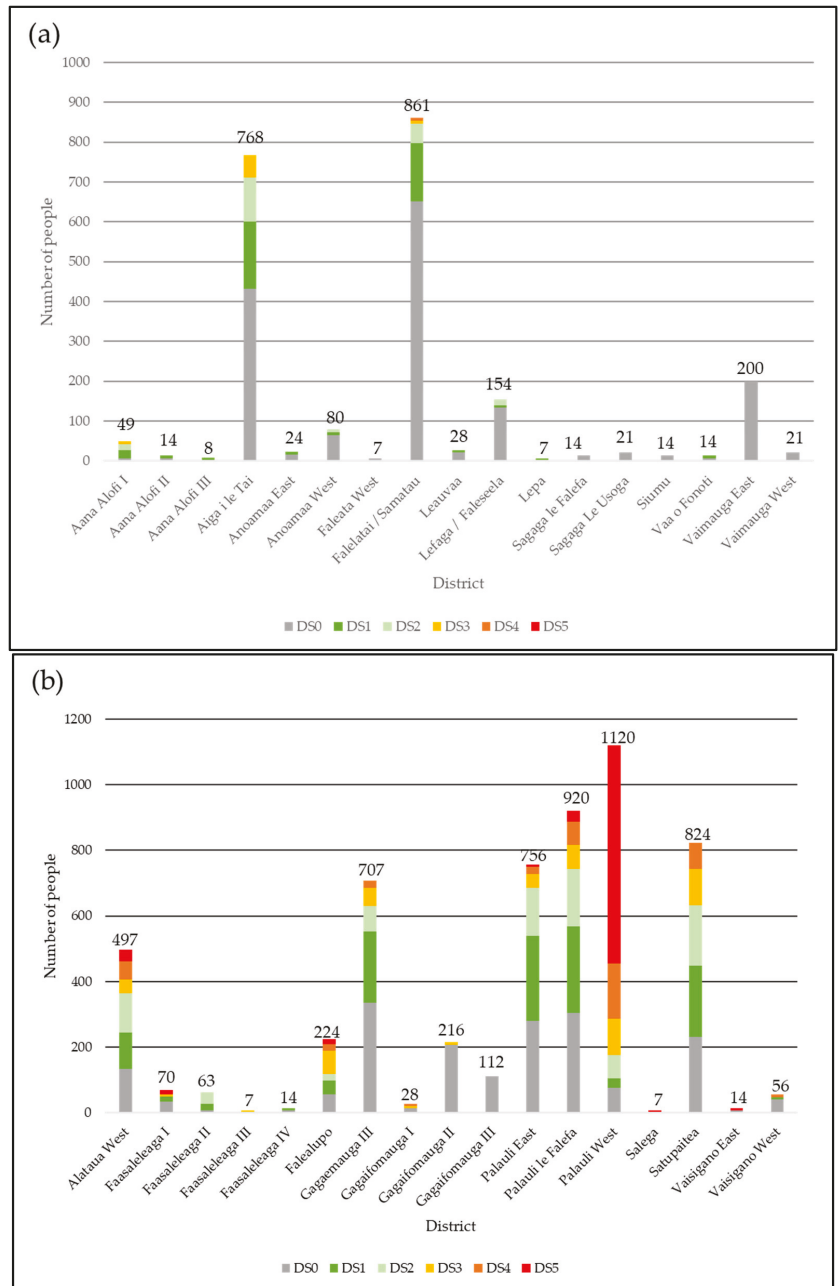 (a)
1000
900
800
700
600
500
400
300
200
100
0
Number of people
49
14
8
768
24
80
7
861
28
154
7
14
21
14
14
200
21
Aana Alofi I
Aana Alofi II
Aana Alofi III
Aiga i le Tai
Anoamaa East
Anoamaa West
Faleata West
Falelatai / Samatau
Leauvaa
Lefaga / Faleseela
Lepa
Sagaga le Falefa
Sagaga Le Usoga
Siumu
Vaa o Fonoti
Vaimauga East
Vaimauga West
District
DS0 DS1 DS2 DS3 DS4 DS5
(b)
1200
1000
800
600
400
200
0
Number of people
497
70
63
7
14
224
707
28
216
112
756
920
1120
7
824
14
56
Alataua West
Faasaleleaga I
Faasaleleaga II
Faasaleleaga III
Faasaleleaga IV
Falealupo
Gagaemauga III
Gagaifomauga I
Gagaifomauga II
Gagaifomauga III
Palauli East
Palauli le Falefa
Palauli West
Salega
Satupaitea
Vaisigano East
Vaisigano West
District
DS0 DS1 DS2 DS3 DS4 DS5